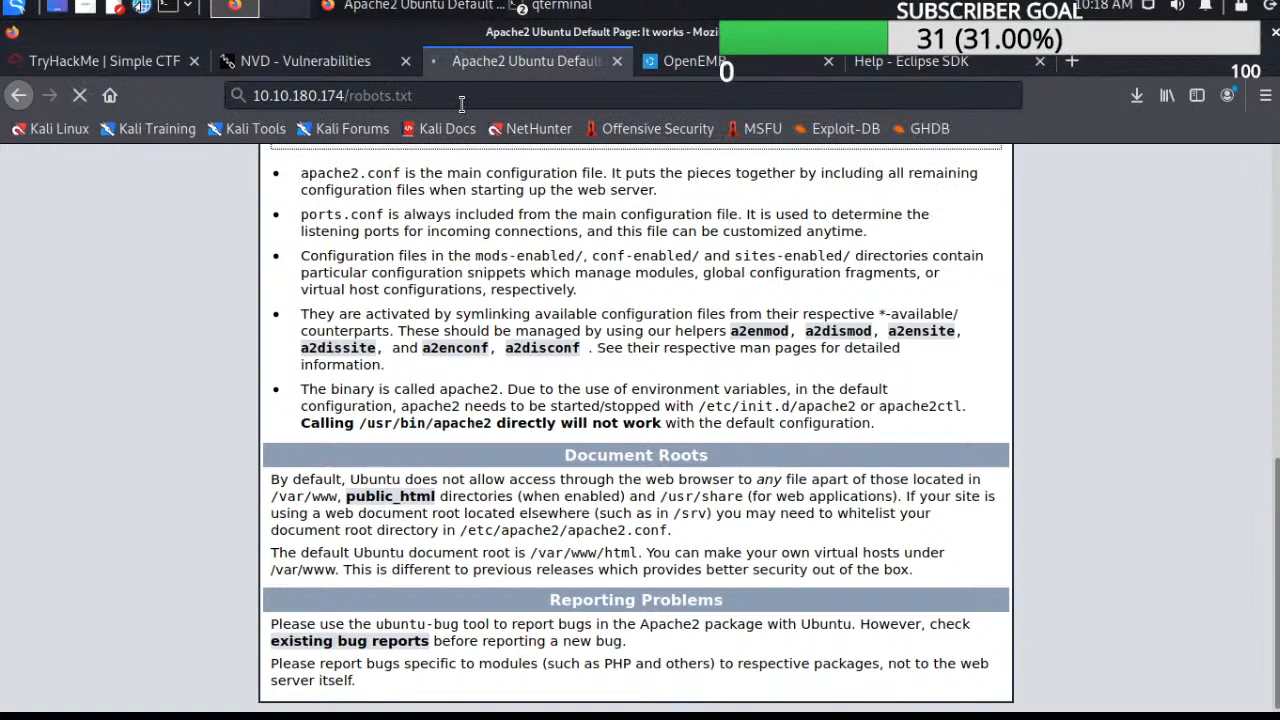 Apache2 Ubuntu Default ...
2
qterminal
SUBSCRIBER GOAL
10:18 AM
Apache2 Ubuntu Default Page: It works - Mozi
31 (31.00%)
0
100
TryHackMe | Simple CTF
NVD - Vulnerabilities
Apache2 Ubuntu Default
OpenEMR
Help - Eclipse SDK
10.10.180.174/robots.txt
Kali Linux
Kali Training
Kali Tools
Kali Forums
Kali Docs
NetHunter
Offensive Security
MSFU
Exploit-DB
GHDB
• apache2.conf is the main configuration file. It puts the pieces together by including all remaining
configuration files when starting up the web server.
• ports.conf is always included from the main configuration file. It is used to determine the
listening ports for incoming connections, and this file can be customized anytime.
• Configuration files in the mods-enabled/, conf-enabled/ and sites-enabled/ directories contain
particular configuration snippets which manage modules, global configuration fragments, or
virtual host configurations, respectively.
• They are activated by symlinking available configuration files from their respective *-available/
counterparts. These should be managed by using our helpers a2enmod, a2dismod, a2ensite,
a2dissite, and a2enconf, a2disconf . See their respective man pages for detailed
information.
• The binary is called apache2. Due to the use of environment variables, in the default
configuration, apache2 needs to be started/stopped with /etc/init.d/apache2 or apache2ctl.
Calling /usr/bin/apache2 directly will not work with the default configuration.
Document Roots
By default, Ubuntu does not allow access through the web browser to any file apart of those located in
/var/www, public_html directories (when enabled) and /usr/share (for web applications). If your site is
using a web document root located elsewhere (such as in /srv) you may need to whitelist your
document root directory in /etc/apache2/apache2.conf.
The default Ubuntu document root is /var/www/html. You can make your own virtual hosts under
/var/www. This is different to previous releases which provides better security out of the box.
Reporting Problems
Please use the ubuntu-bug tool to report bugs in the Apache2 package with Ubuntu. However, check
existing bug reports before reporting a new bug.
Please report bugs specific to modules (such as PHP and others) to respective packages, not to the web
server itself.